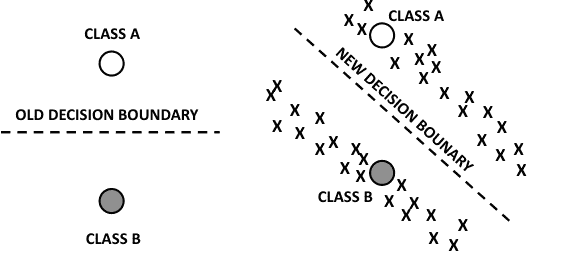 CLASS A
OLD DECISION BOUNDARY
CLASS B
CLASS A
NEW DECISION BOUNARY
CLASS B